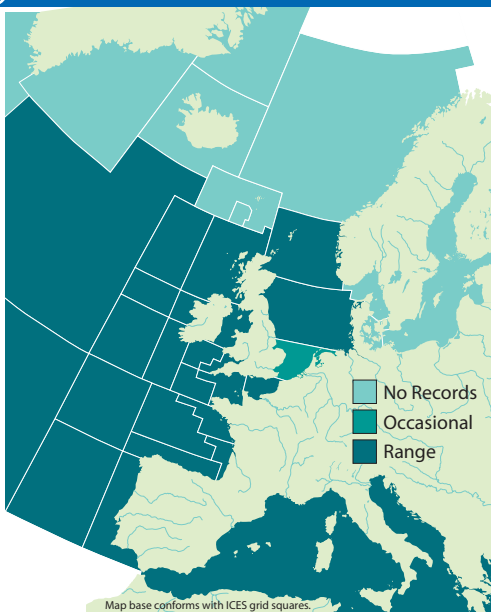 No Records
Occasional
Range
Map base conforms with ICES grid squares.